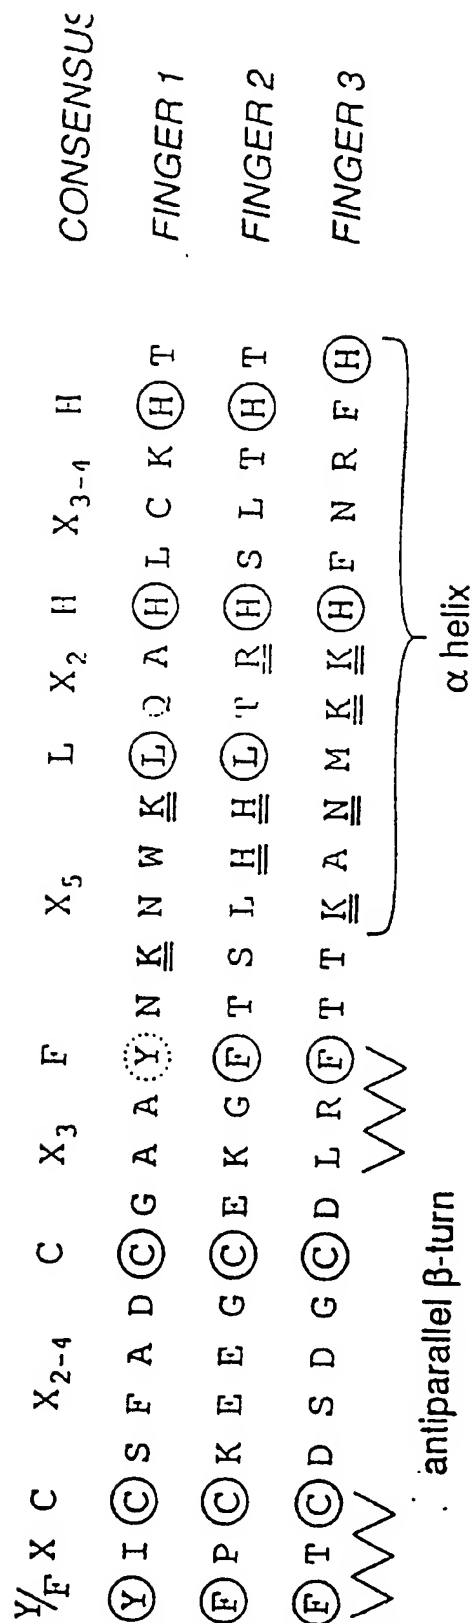 Y/F X C X₂₋₄ C X₃ F X₅ L X₂ H X₃₋₄ H CONSENSUS
Y I C S F A D C G A A Y N K N W K L Q A H L C K H T FINGER 1
F P C K E E G C E K G F T S L H H L T R H S L T H T FINGER 2
F T C D S D G C D L R F T T K A N M K K H F N R F H FINGER 3
antiparallel β-turn
α helix